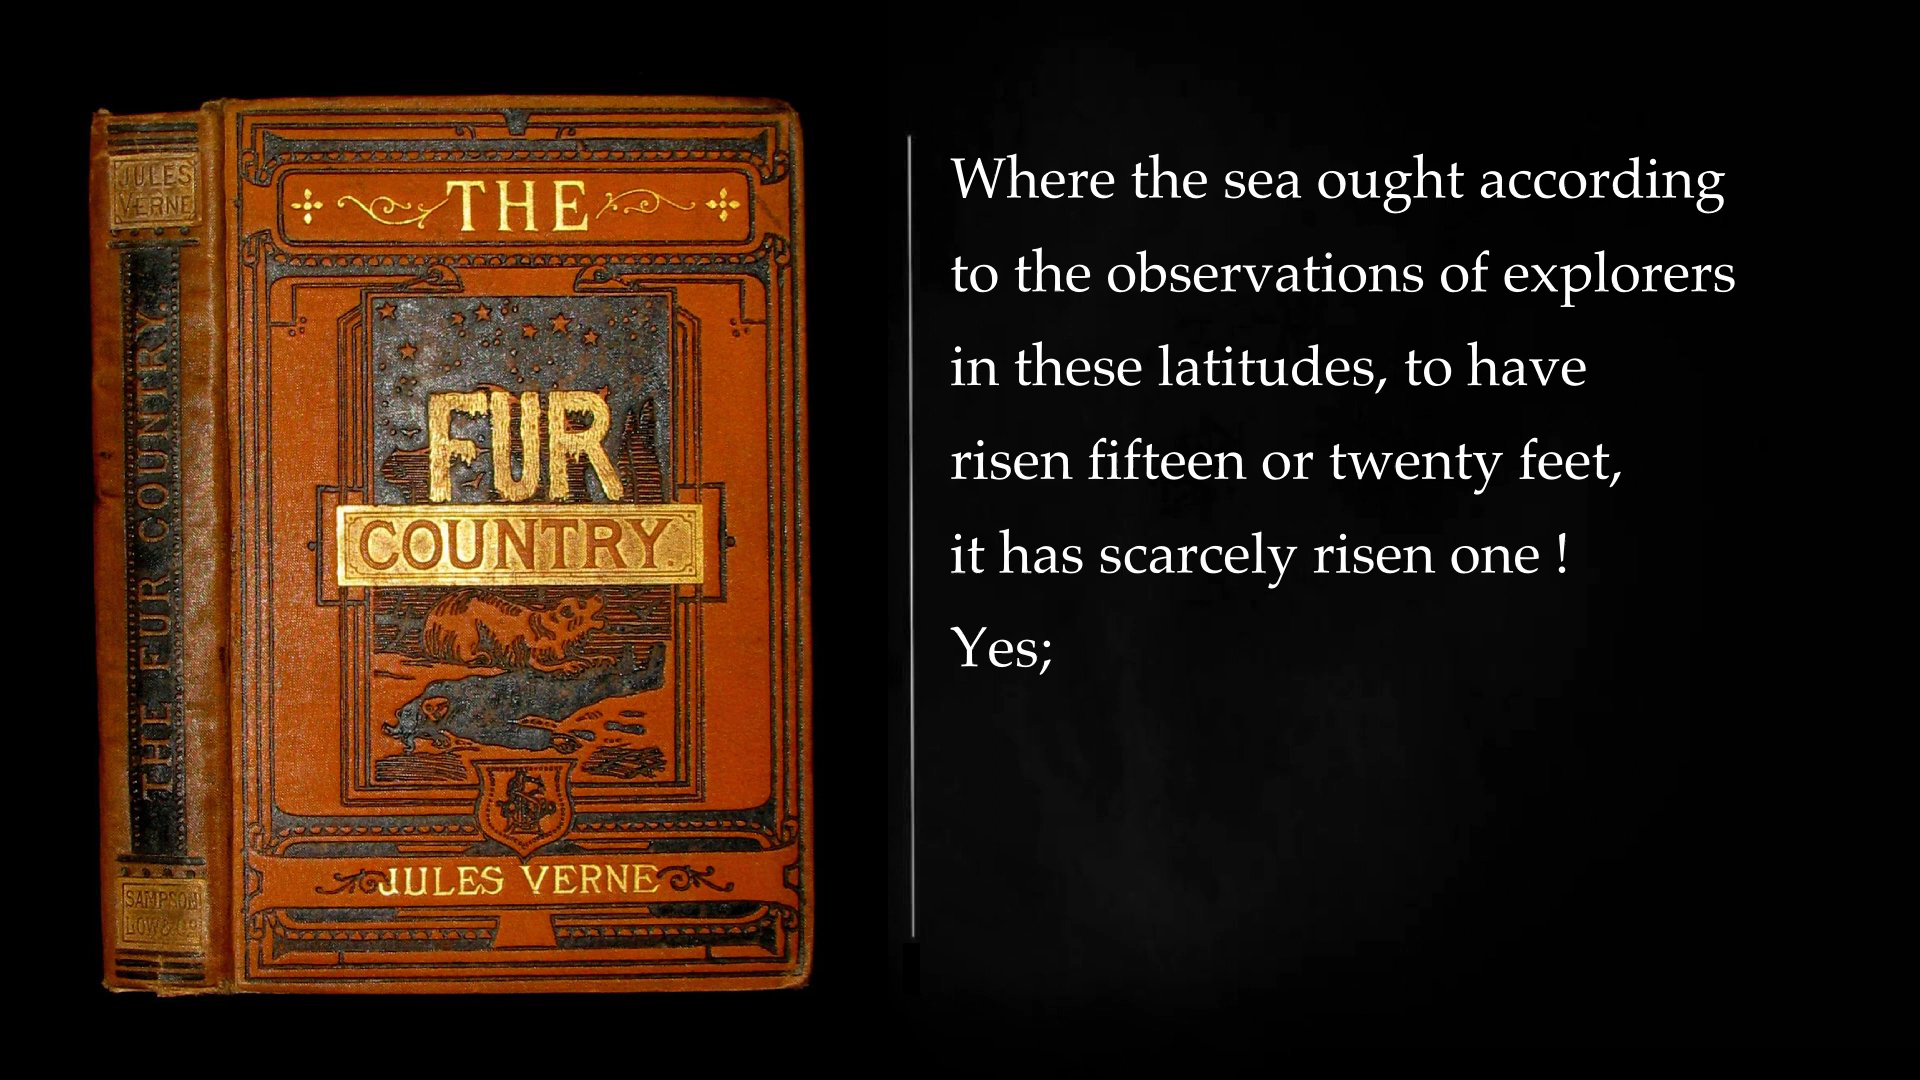 JULES
VERNE
THE FUR COUNTRY.
SAMPSON
LOW & Co
THE
FUR
COUNTRY.
JULES VERNE
Where the sea ought according
to the observations of explorers
in these latitudes, to have
risen fifteen or twenty feet,
it has scarcely risen one !
Yes;